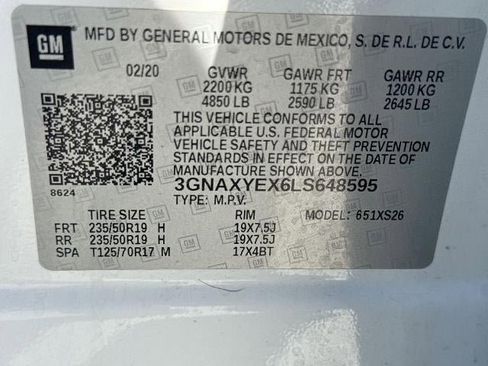 GM
MFD BY GENERAL MOTORS DE MEXICO, S. DE R.L. DE C.V.
02/20 GVWR GAWR FRT GAWR RR
2200 KG 1175 KG 1200 KG
4850 LB 2590 LB 2645 LB
THIS VEHICLE CONFORMS TO ALL
APPLICABLE U.S. FEDERAL MOTOR
VEHICLE SAFETY AND THEFT PREVENTION
STANDARDS IN EFFECT ON THE DATE OF
MANUFACTURE SHOWN ABOVE.
8624 3GNAXYEX6LS648595
TYPE: M.P.V. MODEL: 651XS26
TIRE SIZE RIM
FRT 235/50R19 H 19X7.5J
RR 235/50R19 H 19X7.5J
SPA T125/70R17 M 17X4BT